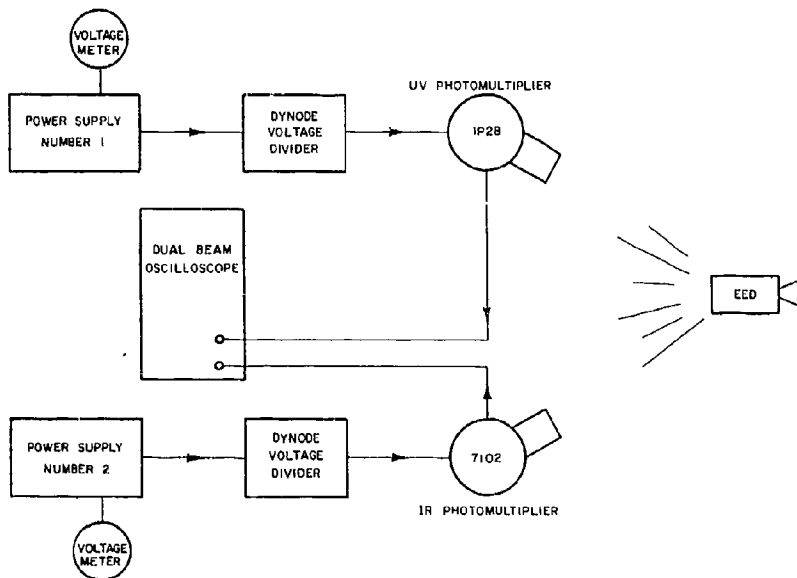 VOLTAGE
METER
UV PHOTOMULTIPLIER
POWER SUPPLY
NUMBER 1
DYNODE
VOLTAGE
DIVIDER
1P28
DUAL BEAM
OSCILLOSCOPE
EED
POWER SUPPLY
NUMBER 2
DYNODE
VOLTAGE
DIVIDER
7102
IR PHOTOMULTIPLIER
VOLTAGE
METER